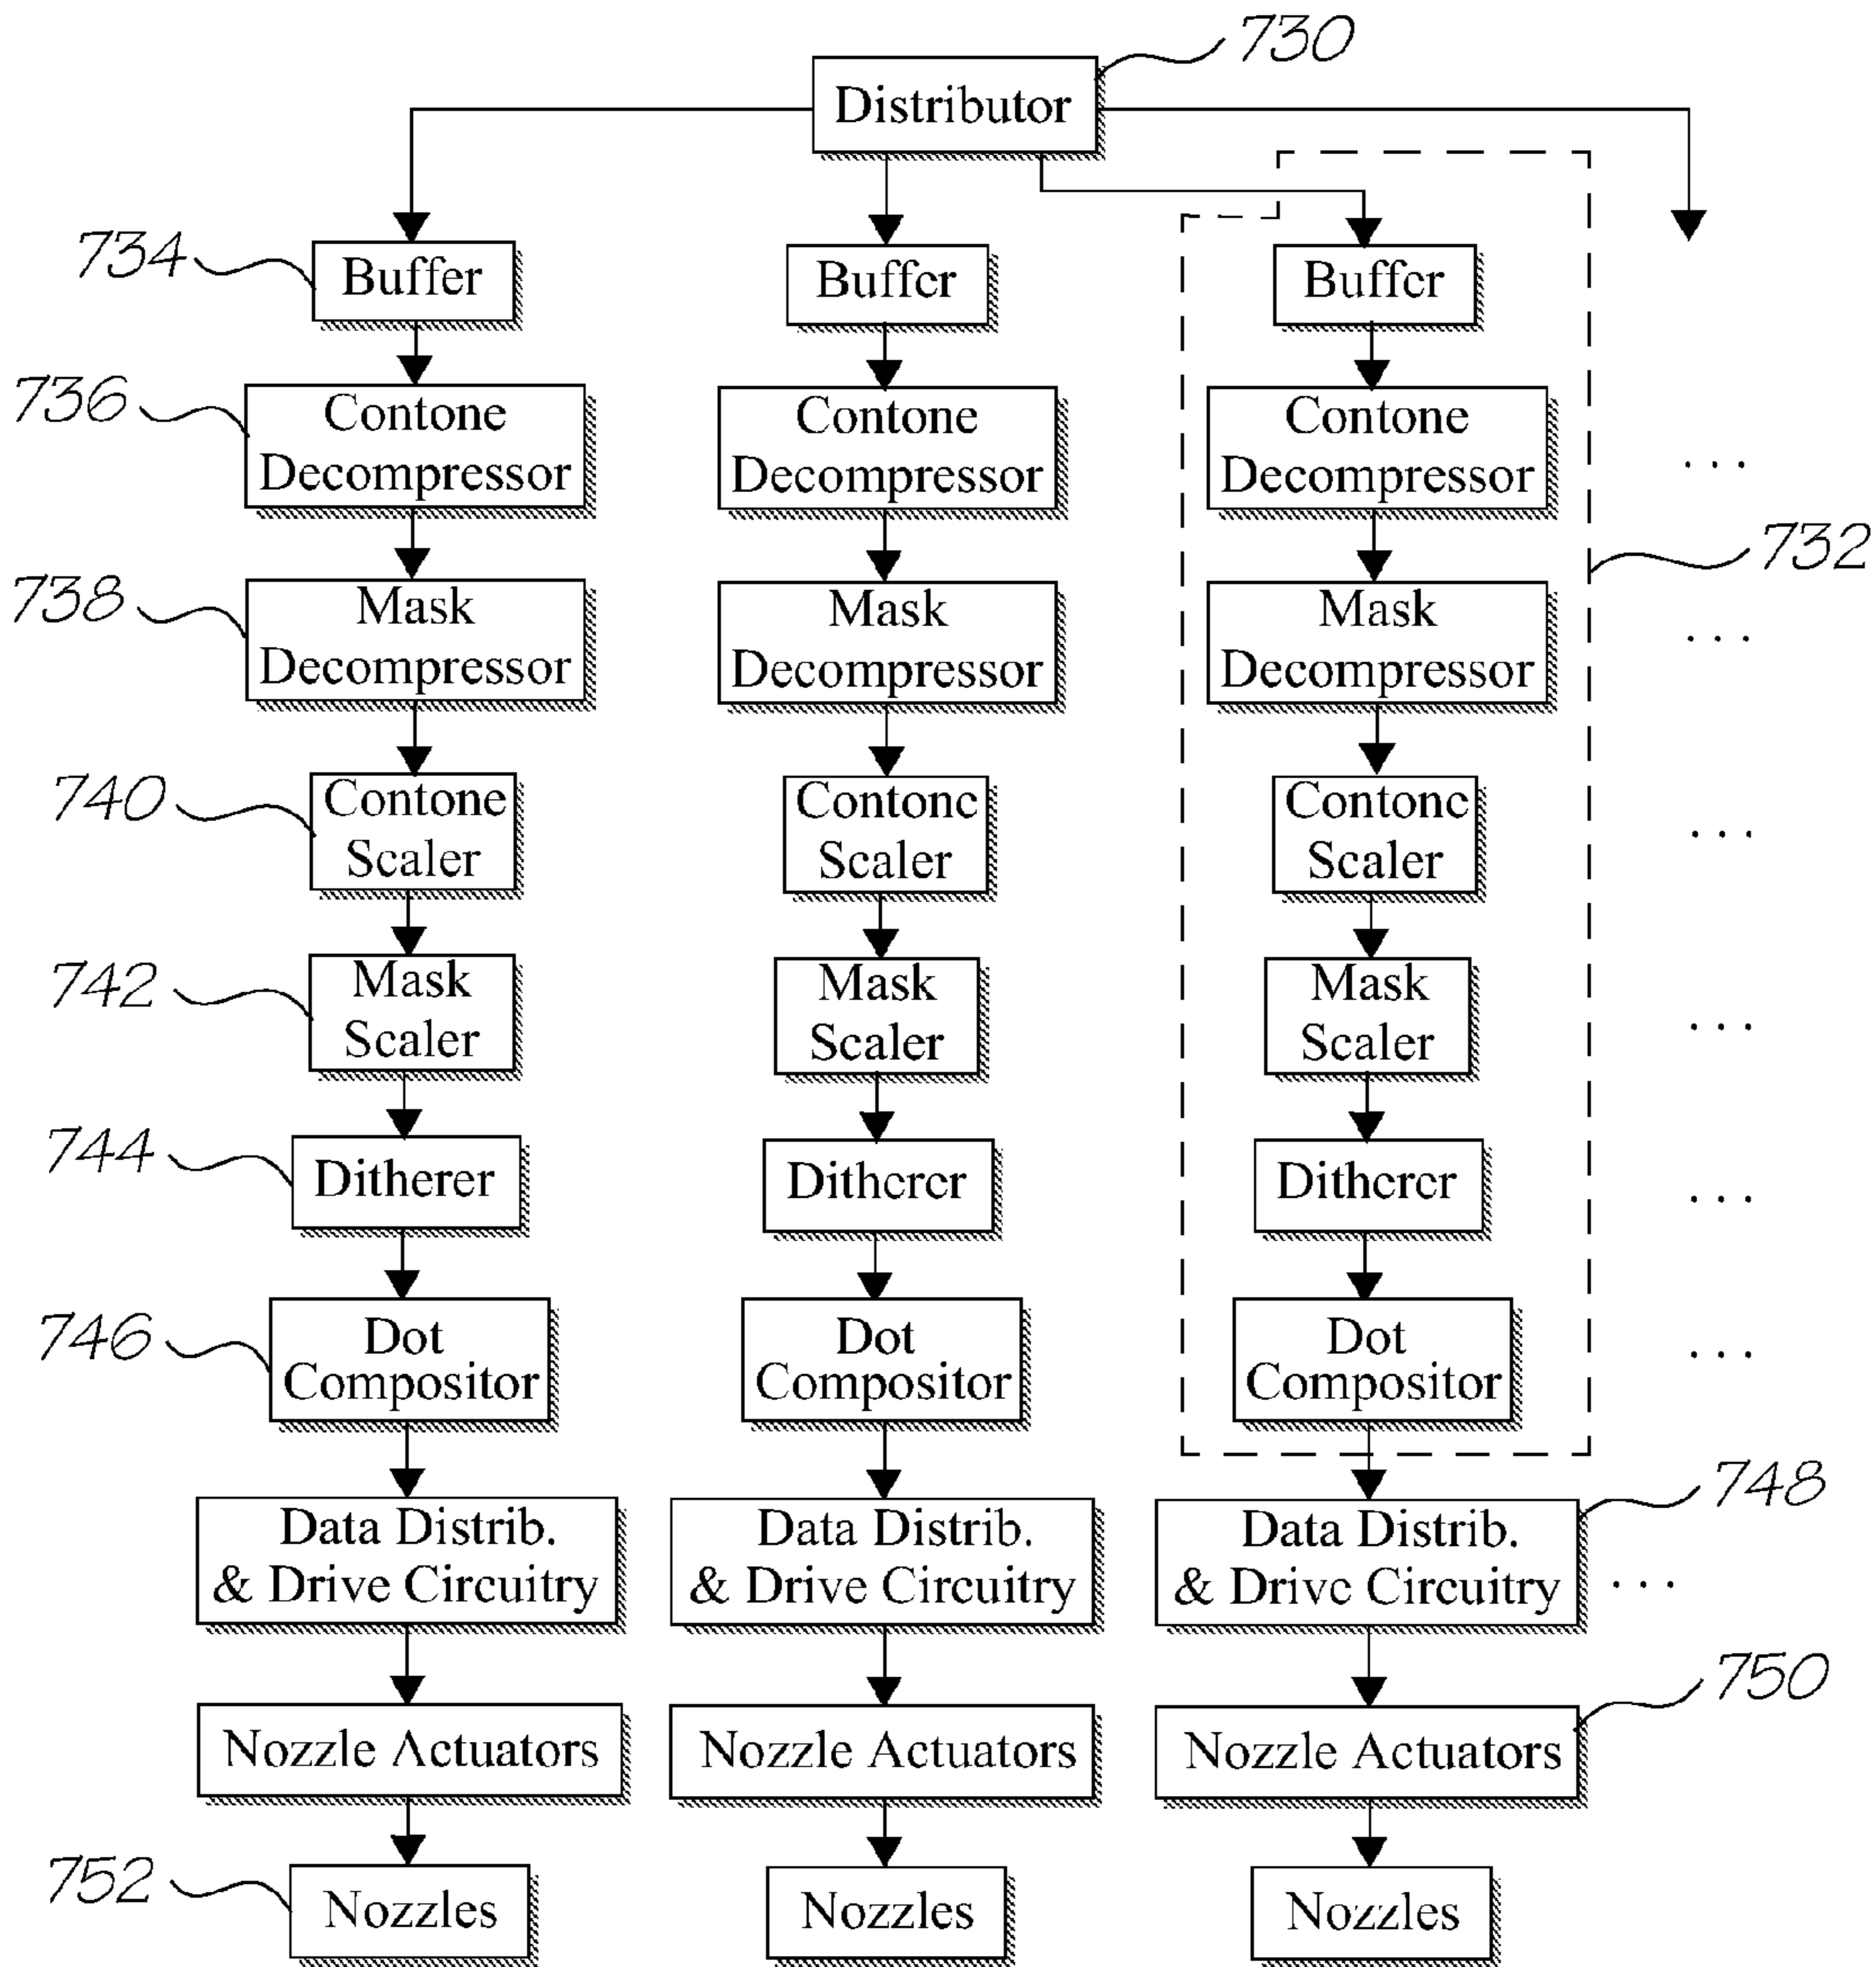 730
Distributor
734
Buffer
Buffer
Buffer
736
Contone
Decompressor
Contone
Decompressor
Contone
Decompressor
...
732
738
Mask
Decompressor
Mask
Decompressor
Mask
Decompressor
...
740
Contone
Scaler
Contone
Scaler
Contone
Scaler
...
742
Mask
Scaler
Mask
Scaler
Mask
Scaler
...
744
Ditherer
Ditherer
Ditherer
...
746
Dot
Compositor
Dot
Compositor
Dot
Compositor
...
748
Data Distrib.
& Drive Circuitry
Data Distrib.
& Drive Circuitry
Data Distrib.
& Drive Circuitry
...
750
Nozzle Actuators
Nozzle Actuators
Nozzle Actuators
752
Nozzles
Nozzles
Nozzles